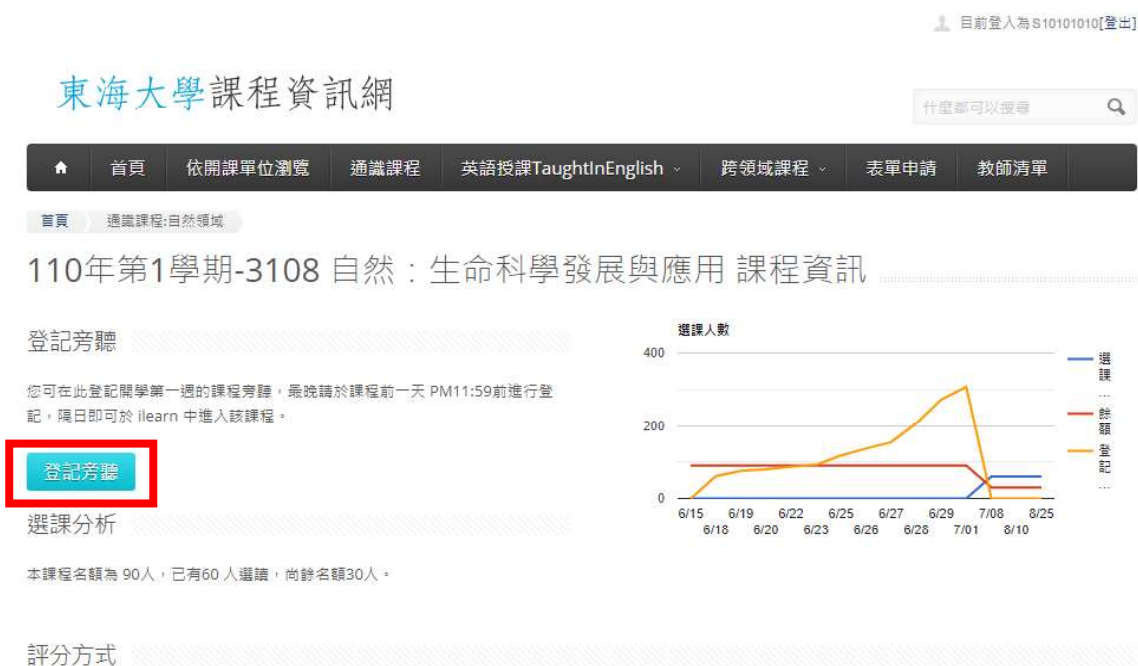 目前登入為S10101010[登出]
東海大學課程資訊網
什麼都可以搜尋
首頁 依開課單位瀏覽 通識課程 英語授課TaughtInEnglish 跨領域課程 表單申請 教師清單
首頁 通識課程:自然領域
110年第1學期-3108 自然：生命科學發展與應用 課程資訊
登記旁聽
您可在此登記開學第一週的課程旁聽，最晚請於課程前一天 PM11:59前進行登
記，隔日即可於 ilearn 中進入該課程。
登記旁聽
選課分析
本課程名額為 90人，已有60 人選讀，尚餘名額30人。
評分方式
選課人數
400
200
0
6/15 6/19 6/22 6/25 6/27 6/29 7/08 8/25
6/18 6/20 6/23 6/26 6/28 7/01 8/10
選
課
...
餘
額
登
記
...